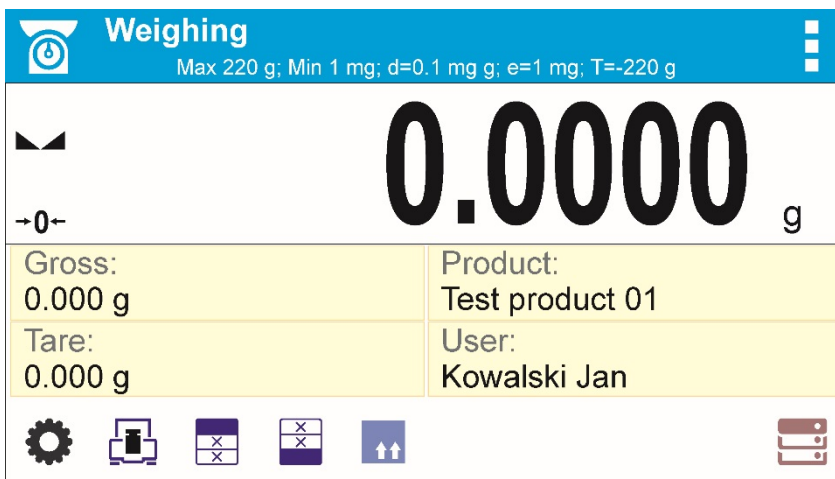 Weighing
Max 220 g; Min 1 mg; d=0.1 mg g; e=1 mg; T=-220 g
0.0000 g
→0←
Gross:
0.000 g
Product:
Test product 01
Tare:
0.000 g
User:
Kowalski Jan